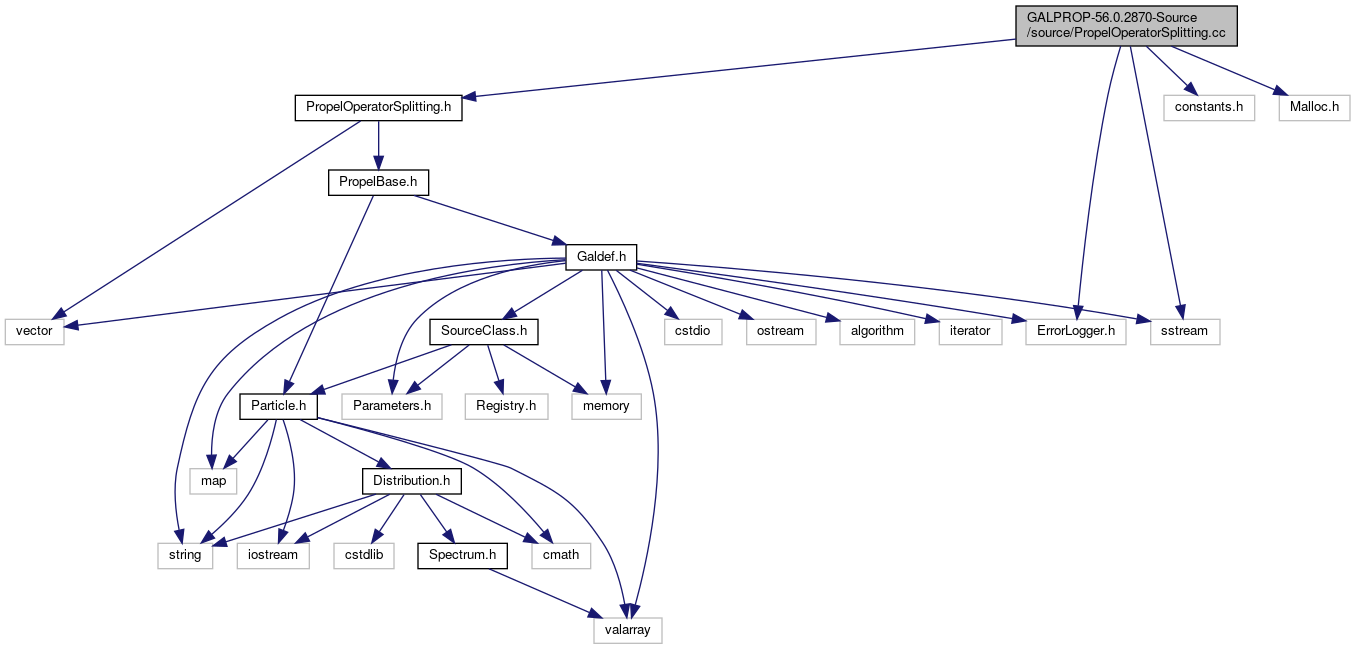 GALPROP-56.0.2870-Source
/source/PropelOperatorSplitting.cc
PropelOperatorSplitting.h
constants.h
Malloc.h
PropelBase.h
Galdef.h
vector
SourceClass.h
cstdio
ostream
algorithm
iterator
ErrorLogger.h
sstream
Particle.h
Parameters.h
Registry.h
memory
map
Distribution.h
string
iostream
cstdlib
Spectrum.h
cmath
valarray